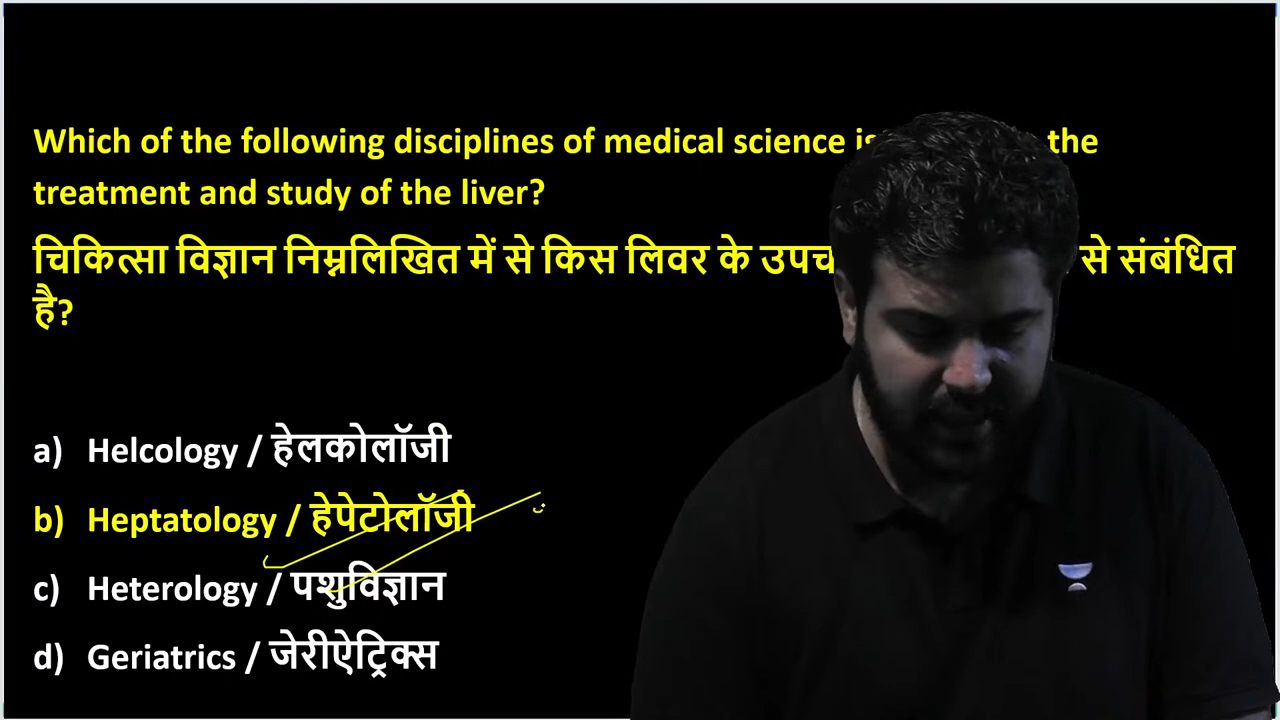 Which of the following disciplines of medical science is the
treatment and study of the liver?
चिकित्सा विज्ञान निम्नलिखित में से किस लिवर के उपच से संबंधित
है?
a) Helcology / हेलकोलॉजी
b) Heptatology / हेपेटोलॉजी
c) Heterology / पशुविज्ञान
d) Geriatrics / जेरीऐट्रिक्स